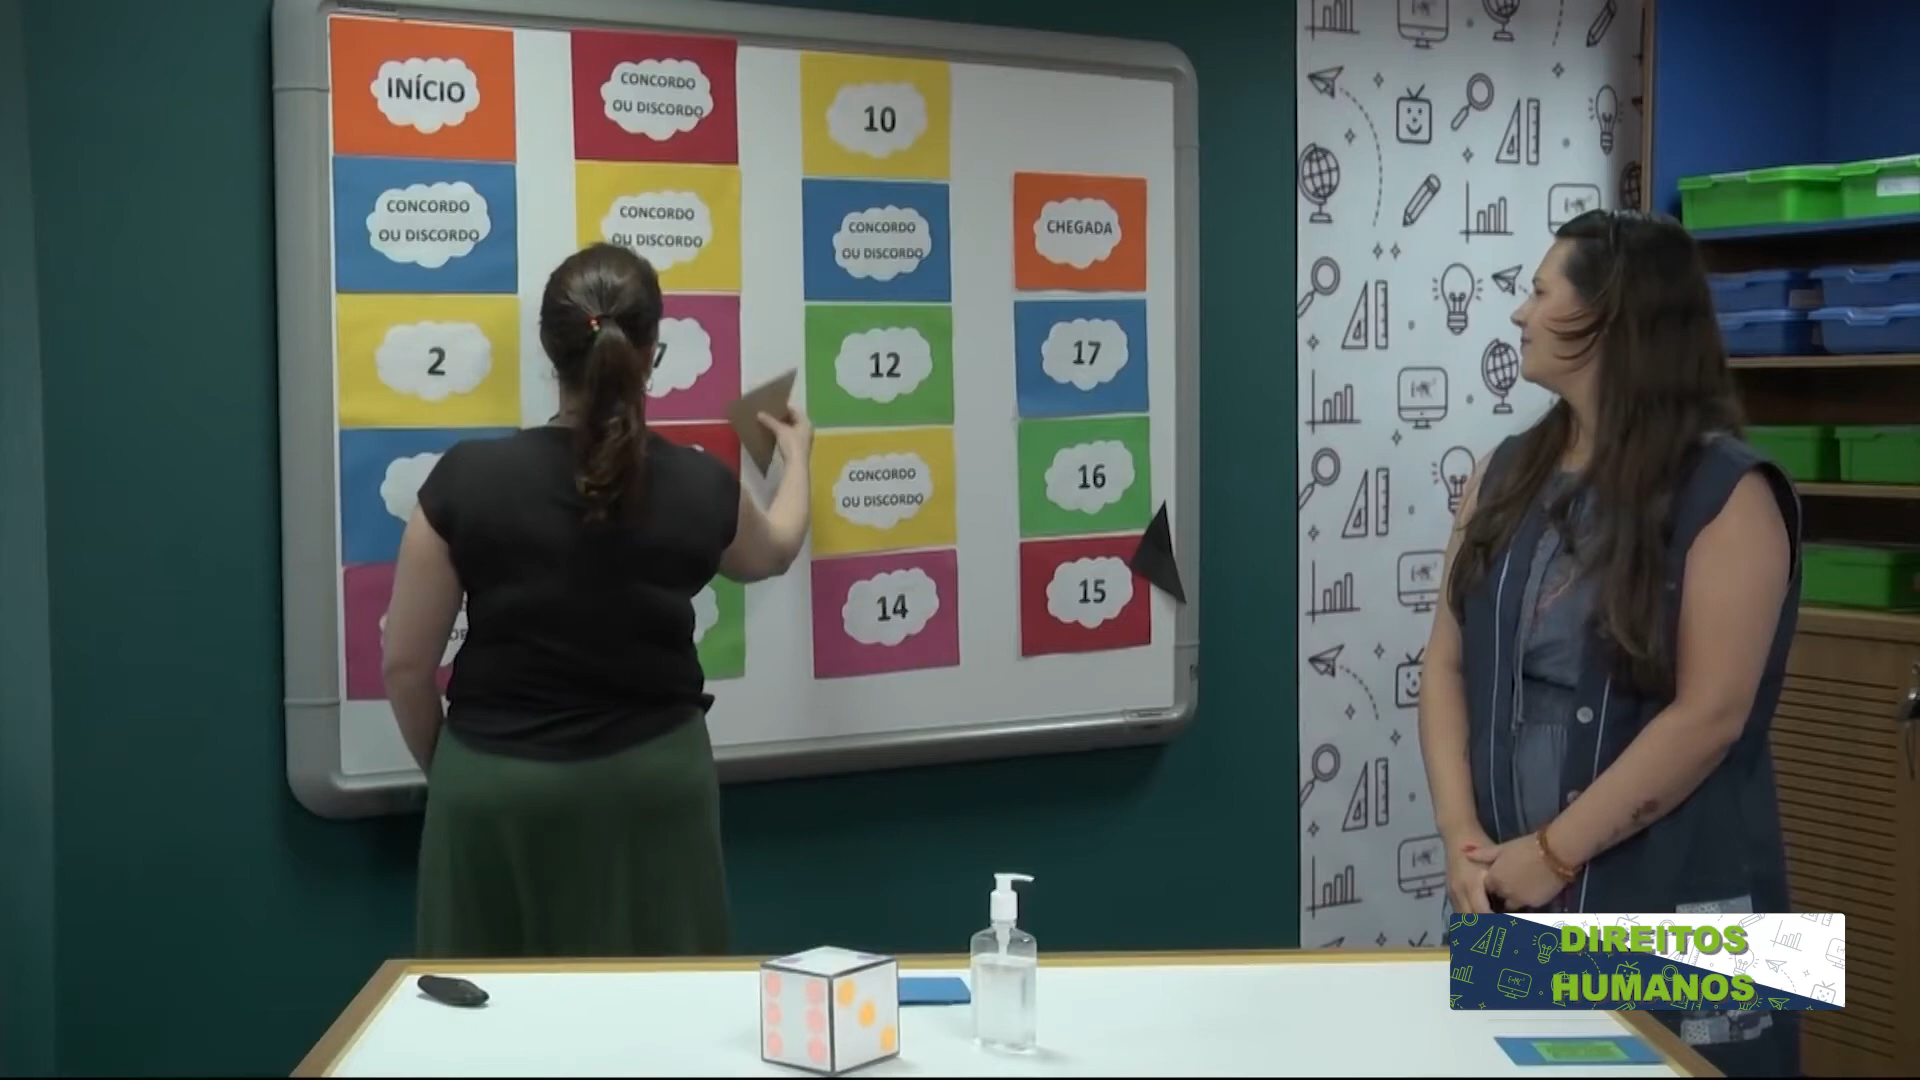 INÍCIO
CONCORDO
OU DISCORDO
2
CONCORDO
OU DISCORDO
CONCORDO
OU DISCORDO
7
10
CONCORDO
OU DISCORDO
12
CONCORDO
OU DISCORDO
14
CHEGADA
17
16
15
DIREITOS
HUMANOS